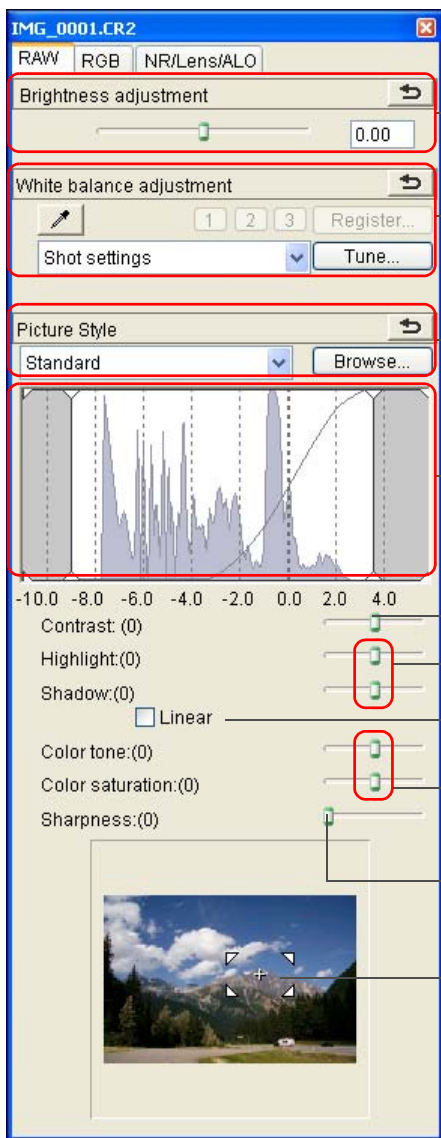 IMG_0001.CR2
RAW RGB NR/Lens/ALO
Brightness adjustment
0.00
White balance adjustment
1 2 3 Register...
Shot settings Tune...
Picture Style
Standard Browse...
-10.0 -8.0 -6.0 -4.0 -2.0 0.0 2.0 4.0
Contrast: (0)
Highlight:(0)
Shadow:(0)
Linear
Color tone:(0)
Color saturation:(0)
Sharpness:(0)